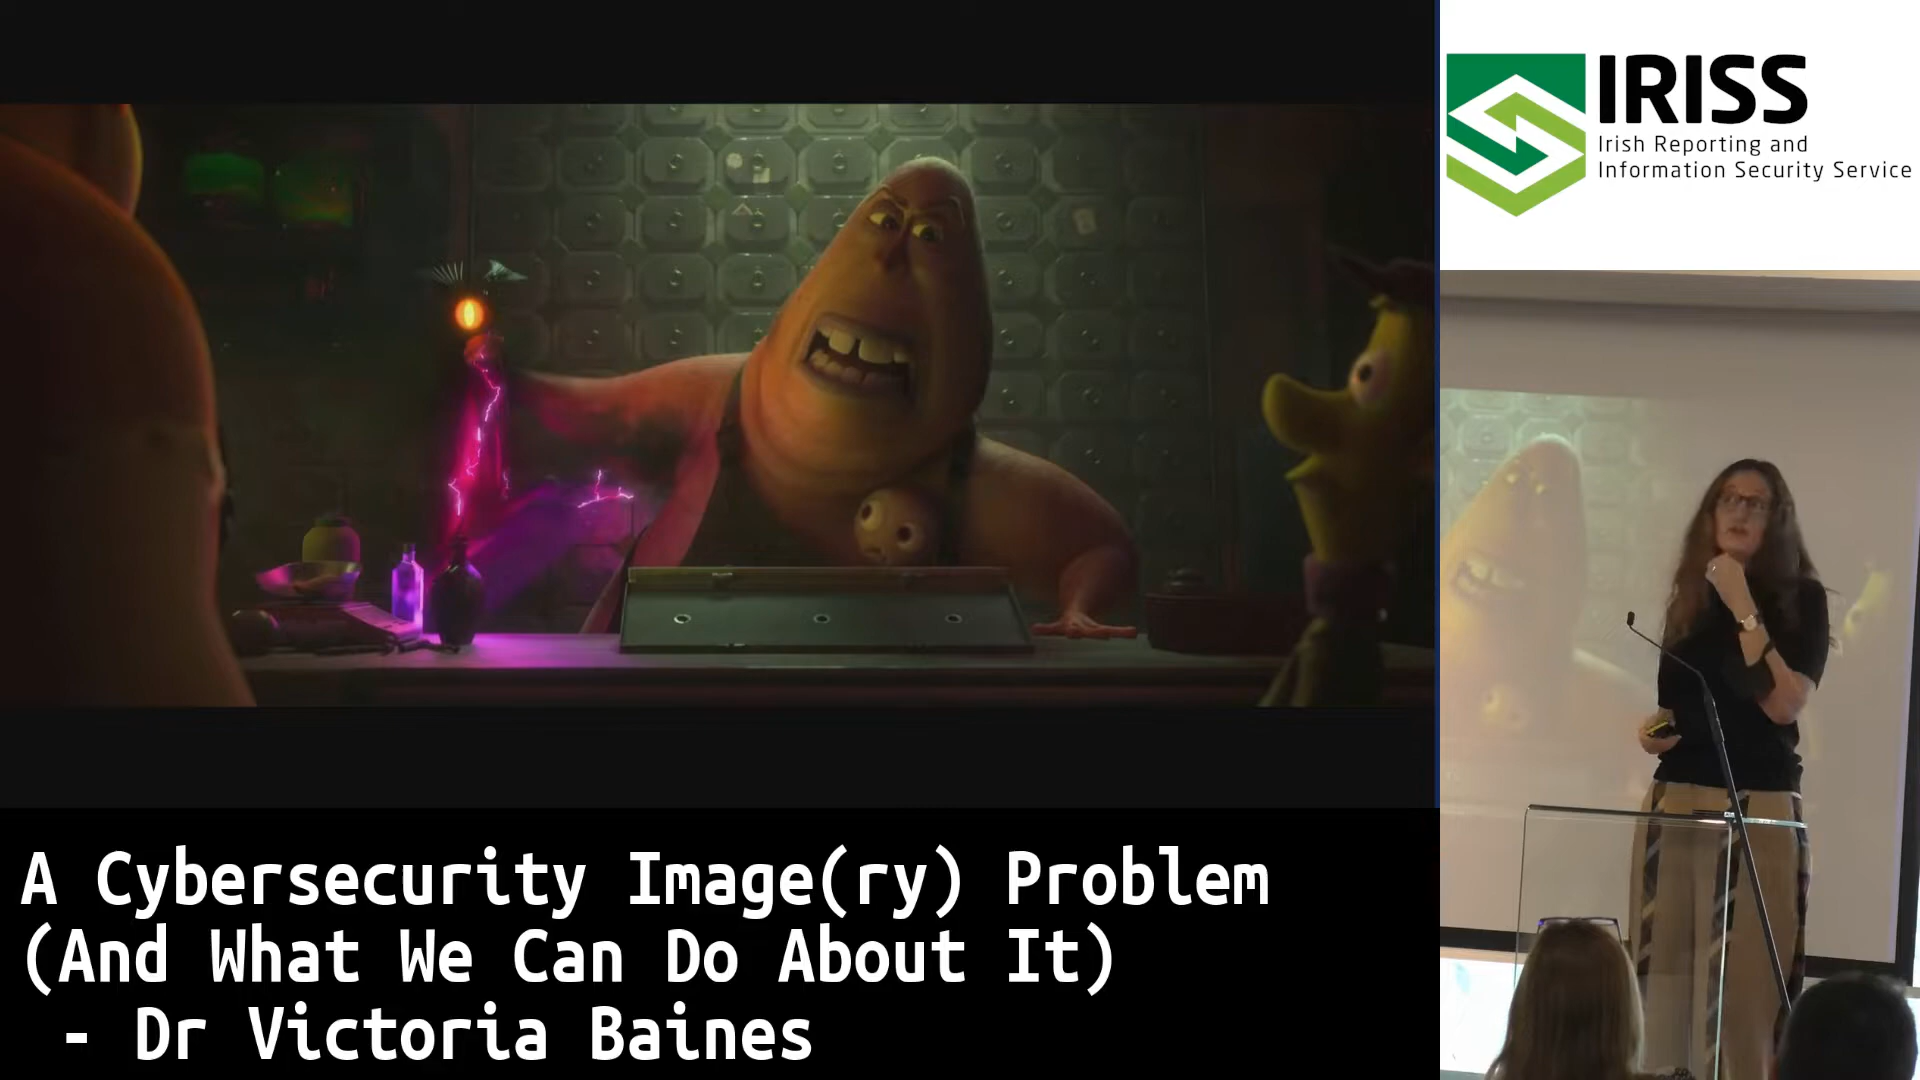 IRISS
Irish Reporting and
Information Security Service
A Cybersecurity Image(ry) Problem
(And What We Can Do About It)
- Dr Victoria Baines